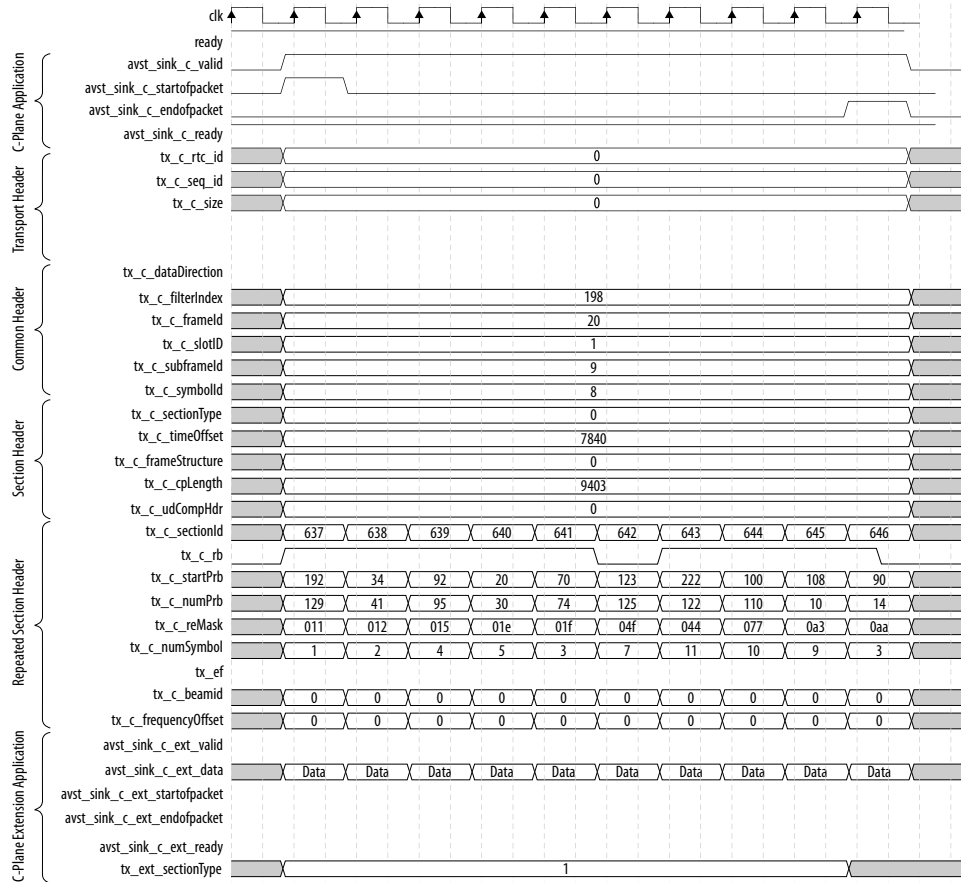 clk
ready
C-Plane Application
avst_sink_c_valid
avst_sink_c_startofpacket
avst_sink_c_endofpacket
avst_sink_c_ready
Transport Header
tx_c_rtc_id 0
tx_c_seq_id 0
tx_c_size 0
Common Header
tx_c_dataDirection
tx_c_filterIndex 198
tx_c_frameId 20
tx_c_slotID 1
tx_c_subframeId 9
tx_c_symbolId 8
Section Header
tx_c_sectionType 0
tx_c_timeOffset 7840
tx_c_frameStructure 0
tx_c_cpLength 9403
tx_c_udCompHdr 0
Repeated Section Header
tx_c_sectionId 637 638 639 640 641 642 643 644 645 646
tx_c_rb
tx_c_startPrb 192 34 92 20 70 123 222 100 108 90
tx_c_numPrb 129 41 95 30 74 125 122 110 10 14
tx_c_reMask 011 012 015 01e 01f 04f 044 077 0a3 0aa
tx_c_numSymbol 1 2 4 5 3 7 11 10 9 3
tx_ef
tx_c_beamid 0 0 0 0 0 0 0 0 0 0
tx_c_frequencyOffset 0 0 0 0 0 0 0 0 0 0
C-Plane Extension Application
avst_sink_c_ext_valid
avst_sink_c_ext_data Data Data Data Data Data Data Data Data Data Data
avst_sink_c_ext_startofpacket
avst_sink_c_ext_endofpacket
avst_sink_c_ext_ready
tx_ext_sectionType 1